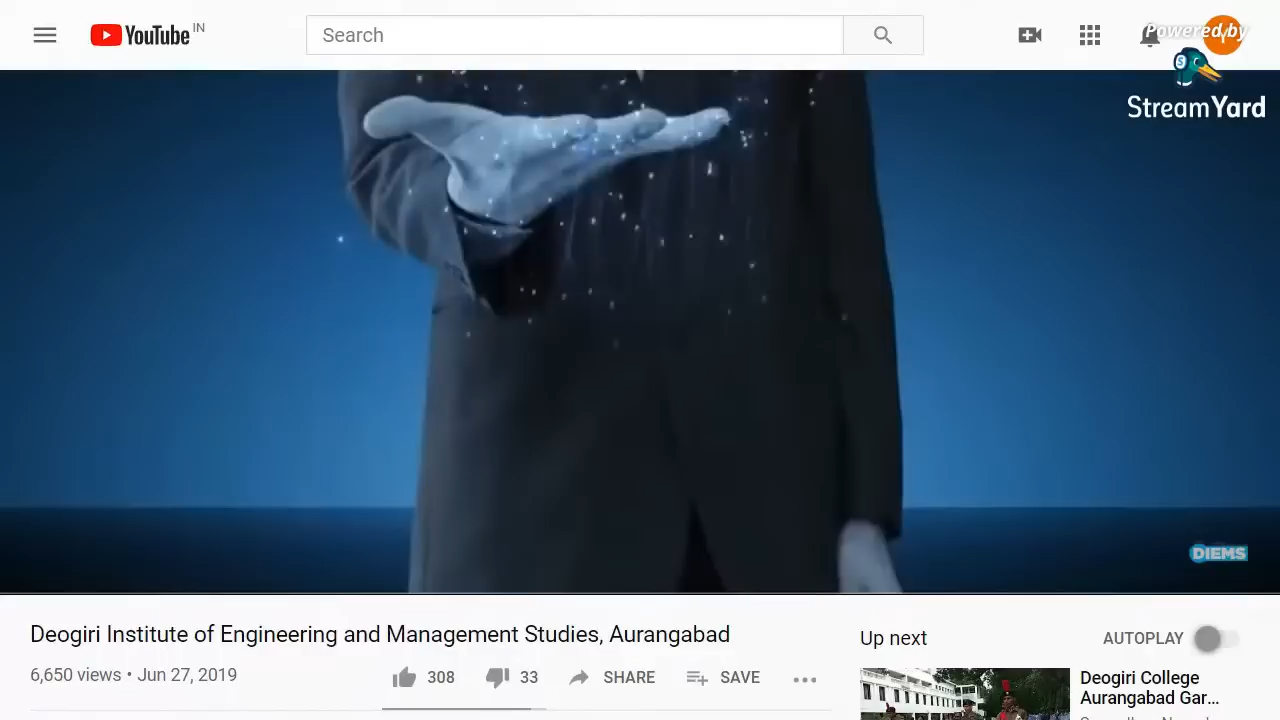 YouTube IN
Search
Powered by
StreamYard
DIEMS
Deogiri Institute of Engineering and Management Studies, Aurangabad
6,650 views • Jun 27, 2019
308
33
SHARE
SAVE
Up next
AUTOPLAY
Deogiri College
Aurangabad Gar...